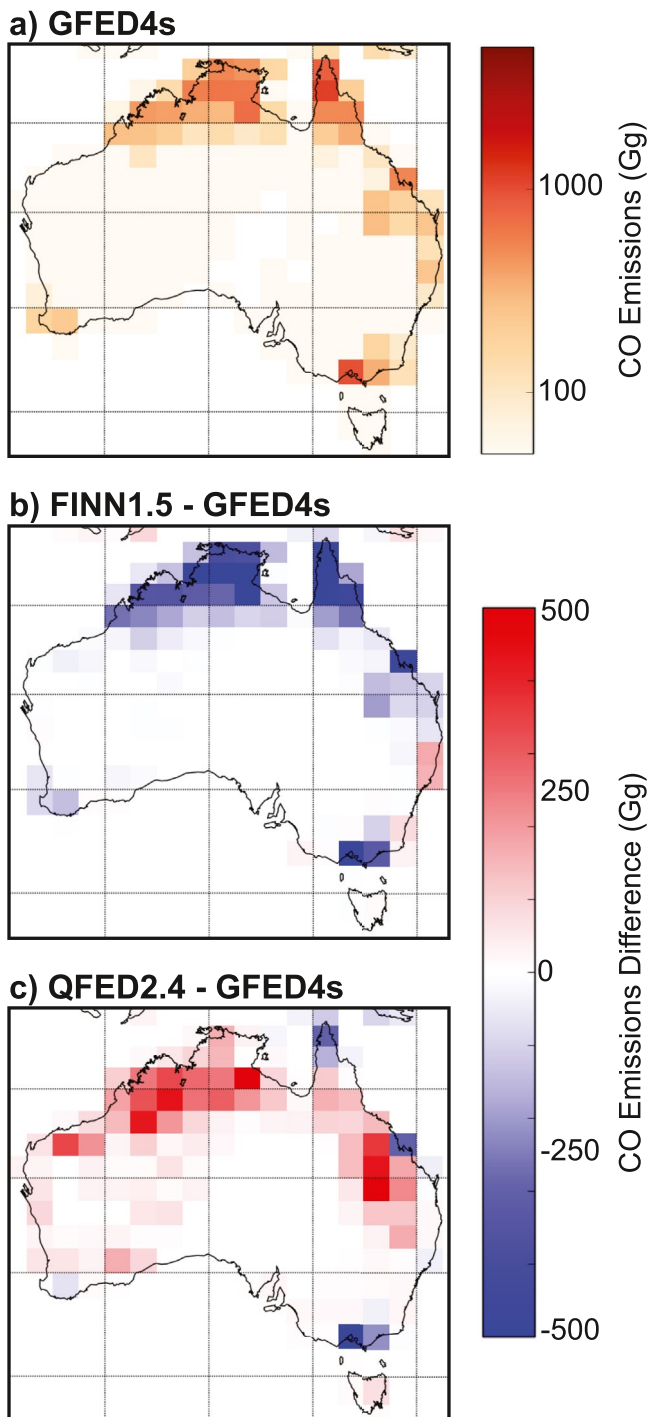 a) GFED4s
1000
100
CO Emissions (Gg)
b) FINN1.5 - GFED4s
c) QFED2.4 - GFED4s
500
250
0
-250
-500
CO Emissions Difference (Gg)